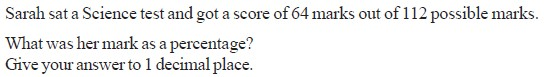 Sarah sat a Science test and got a score of 64 marks out of 112 possible marks.
What was her mark as a percentage?
Give your answer to 1 decimal place.